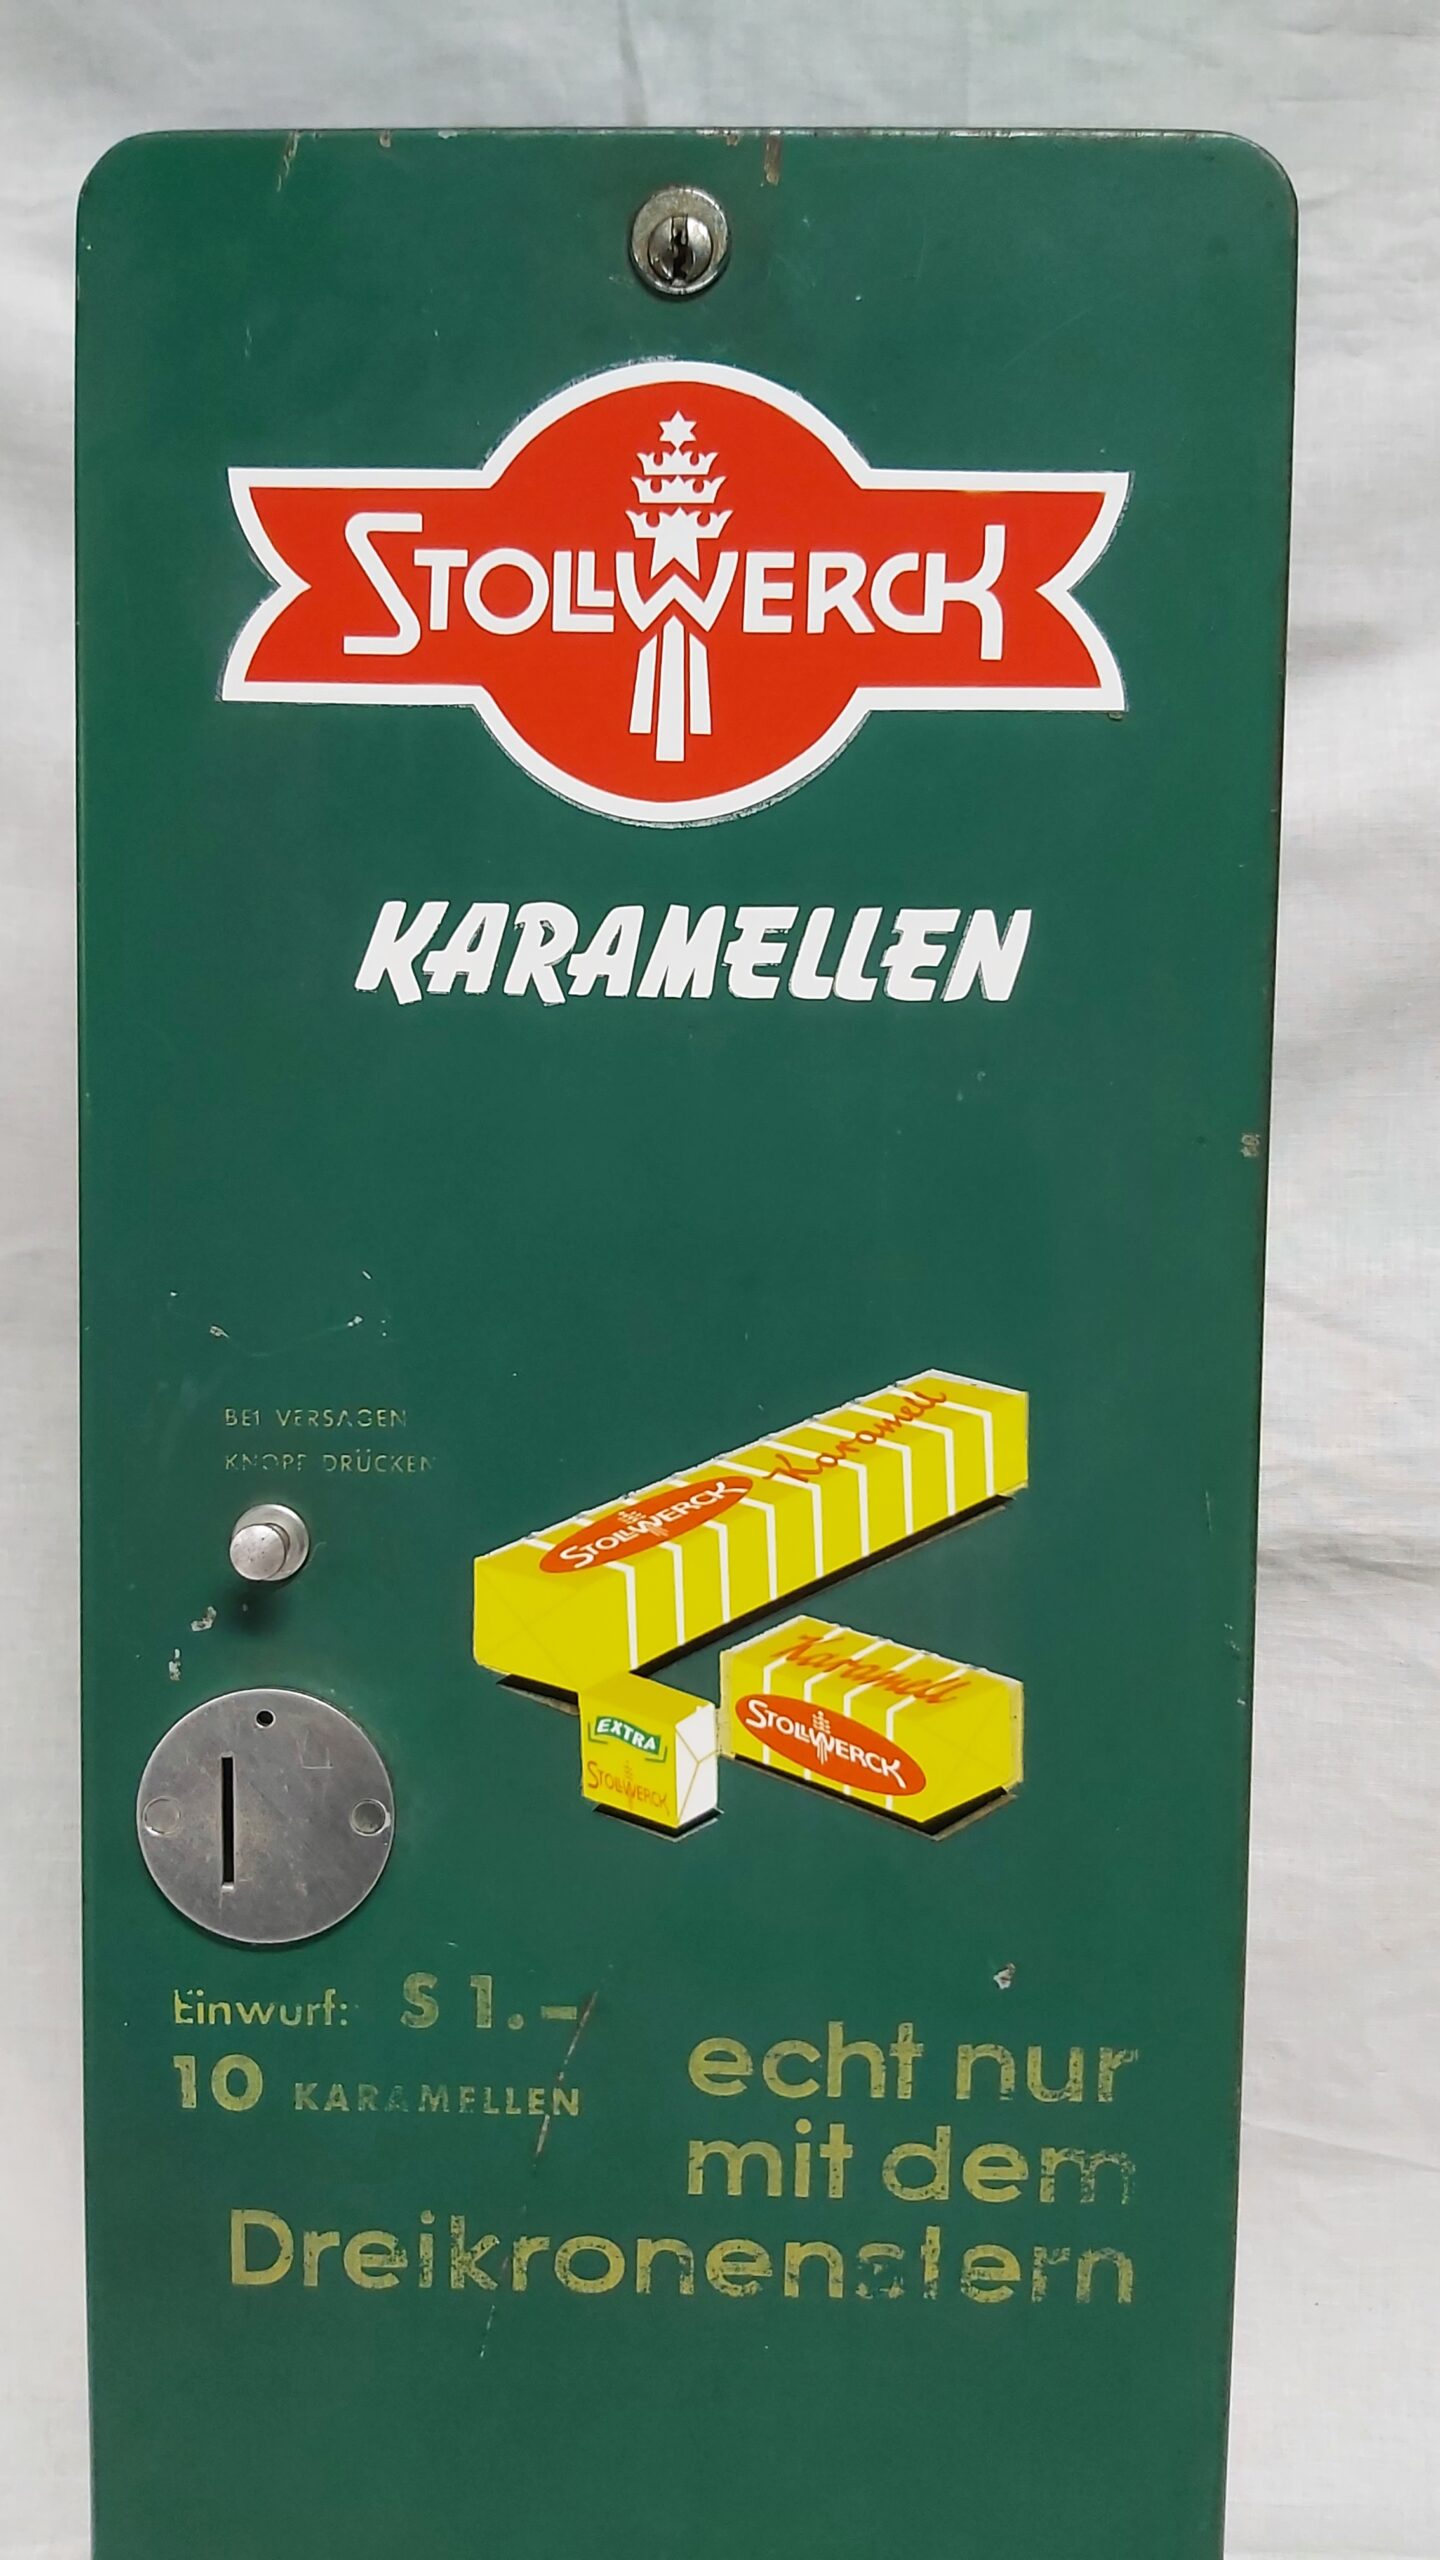 STOLLWERCK
KARAMELLEN
BEI VERSAGEN
KNOPF DRÜCKEN
STOLLWERCK Karamell
Karamell
STOLLWERCK
EXTRA
STOLLWERCK
Einwurf: S 1.–
10 KARAMELLEN
echt nur
mit dem
Dreikronenstern